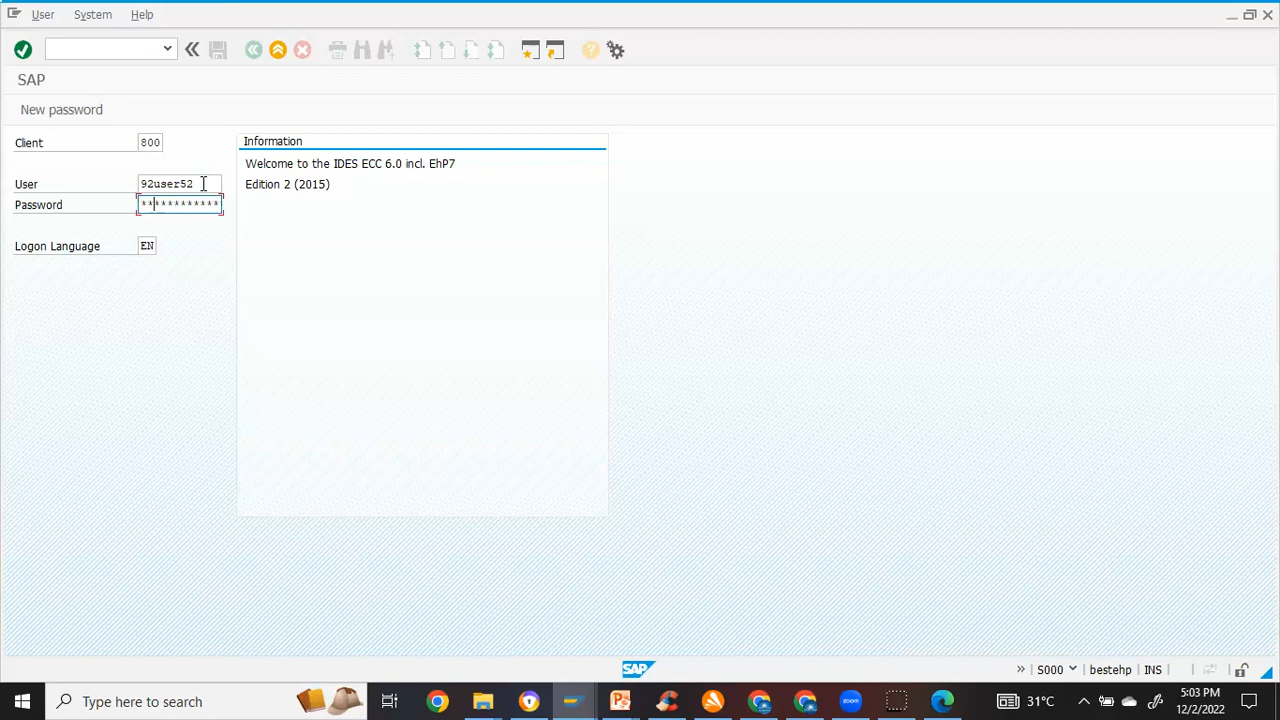 User System Help
SAP
New password
Client 800
User 92user52
Password ************
Logon Language EN
Information
Welcome to the IDES ECC 6.0 incl. EhP7
Edition 2 (2015)
SAP
S000 bestehp INS
Type here to search
zoom
31°C
5:03 PM
12/2/2022